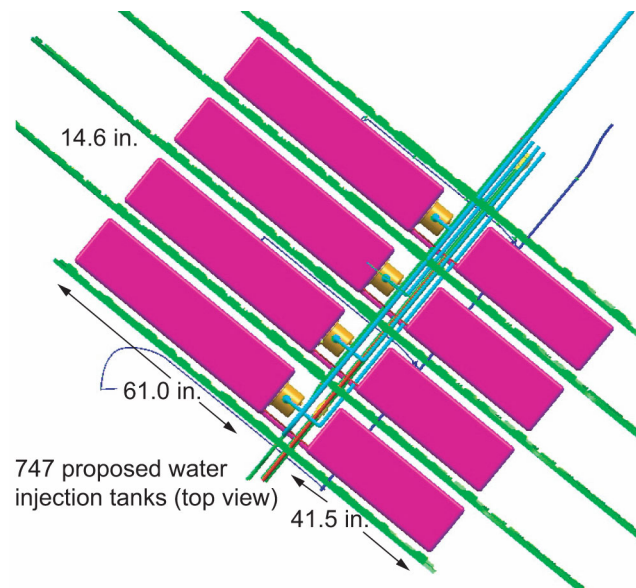 14.6 in.
61.0 in.
747 proposed water
injection tanks (top view)
41.5 in.